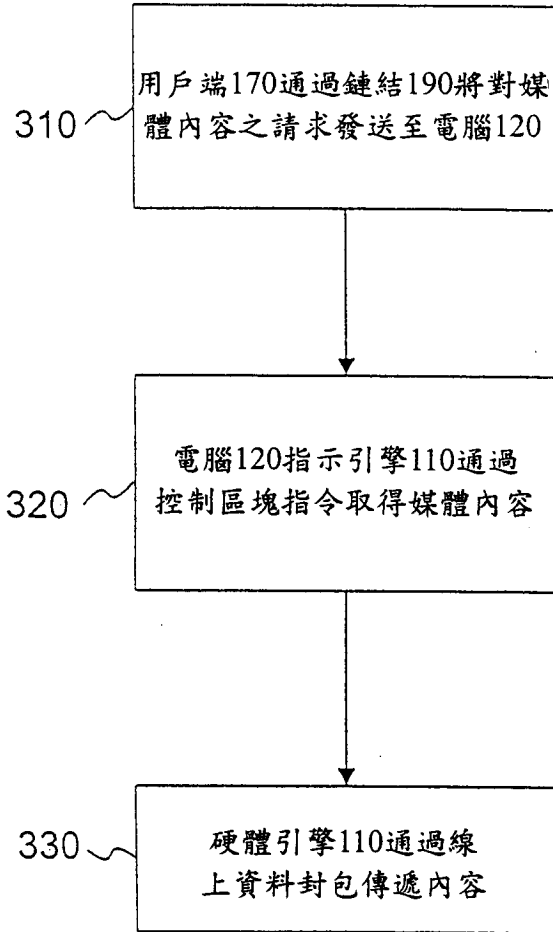 310
用戶端170通過鏈結190將對媒
體內容之請求發送至電腦120
320
電腦120指示引擎110通過
控制區塊指令取得媒體內容
330
硬體引擎110通過線
上資料封包傳遞內容